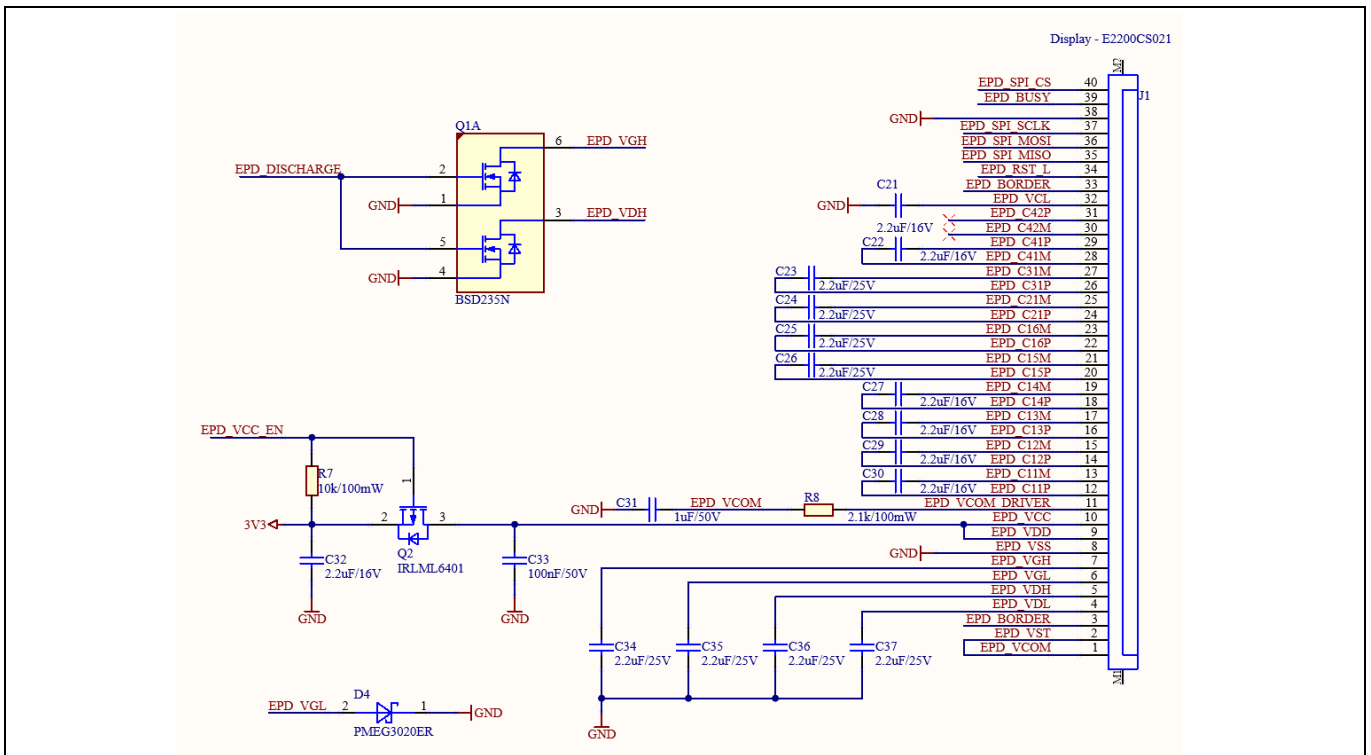 Display - E2200CS021
M2
J1
EPD_SPI_CS 40
EPD_BUSY 39
GND 38
EPD_SPI_SCLK 37
EPD_SPI_MOSI 36
EPD_SPI_MISO 35
EPD_RST_L 34
EPD_BORDER 33
C21 GND EPD_VCL 32
2.2uF/16V EPD_C42P 31
EPD_C42M 30
C22 EPD_C41P 29
2.2uF/16V EPD_C41M 28
C23 EPD_C31M 27
2.2uF/25V EPD_C31P 26
C24 EPD_C21M 25
2.2uF/25V EPD_C21P 24
C25 EPD_C16M 23
2.2uF/25V EPD_C16P 22
C26 EPD_C15M 21
2.2uF/25V EPD_C15P 20
C27 EPD_C14M 19
2.2uF/16V EPD_C14P 18
C28 EPD_C13M 17
2.2uF/16V EPD_C13P 16
C29 EPD_C12M 15
2.2uF/16V EPD_C12P 14
C30 EPD_C11M 13
2.2uF/16V EPD_C11P 12
GND C31 EPD_VCOM R8 EPD_VCOM_DRIVER 11
1uF/50V 2.1k/100mW EPD_VCC 10
EPD_VDD 9
GND EPD_VSS 8
EPD_VGH 7
EPD_VGL 6
EPD_VDH 5
EPD_VDL 4
EPD_BORDER 3
EPD_VST 2
EPD_VCOM 1
M1
C34 C35 C36 C37
2.2uF/25V 2.2uF/25V 2.2uF/25V 2.2uF/25V
GND
Q1A
6 EPD_VGH
EPD_DISCHARGE 2
GND 1
3 EPD_VDH
5
GND 4
BSD235N
EPD_VCC_EN
R7
10k/100mW
1
3V3 2 3
Q2
IRLML6401
C32
2.2uF/16V
C33
100nF/50V
GND GND
D4
EPD_VGL 2 1 GND
PMEG3020ER